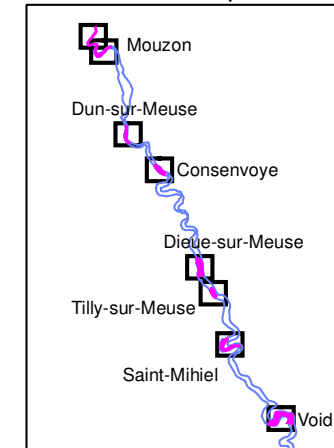 Mouzon
Dun-sur-Meuse
Consenvoye
Dieue-sur-Meuse
Tilly-sur-Meuse
Saint-Mihiel
Void